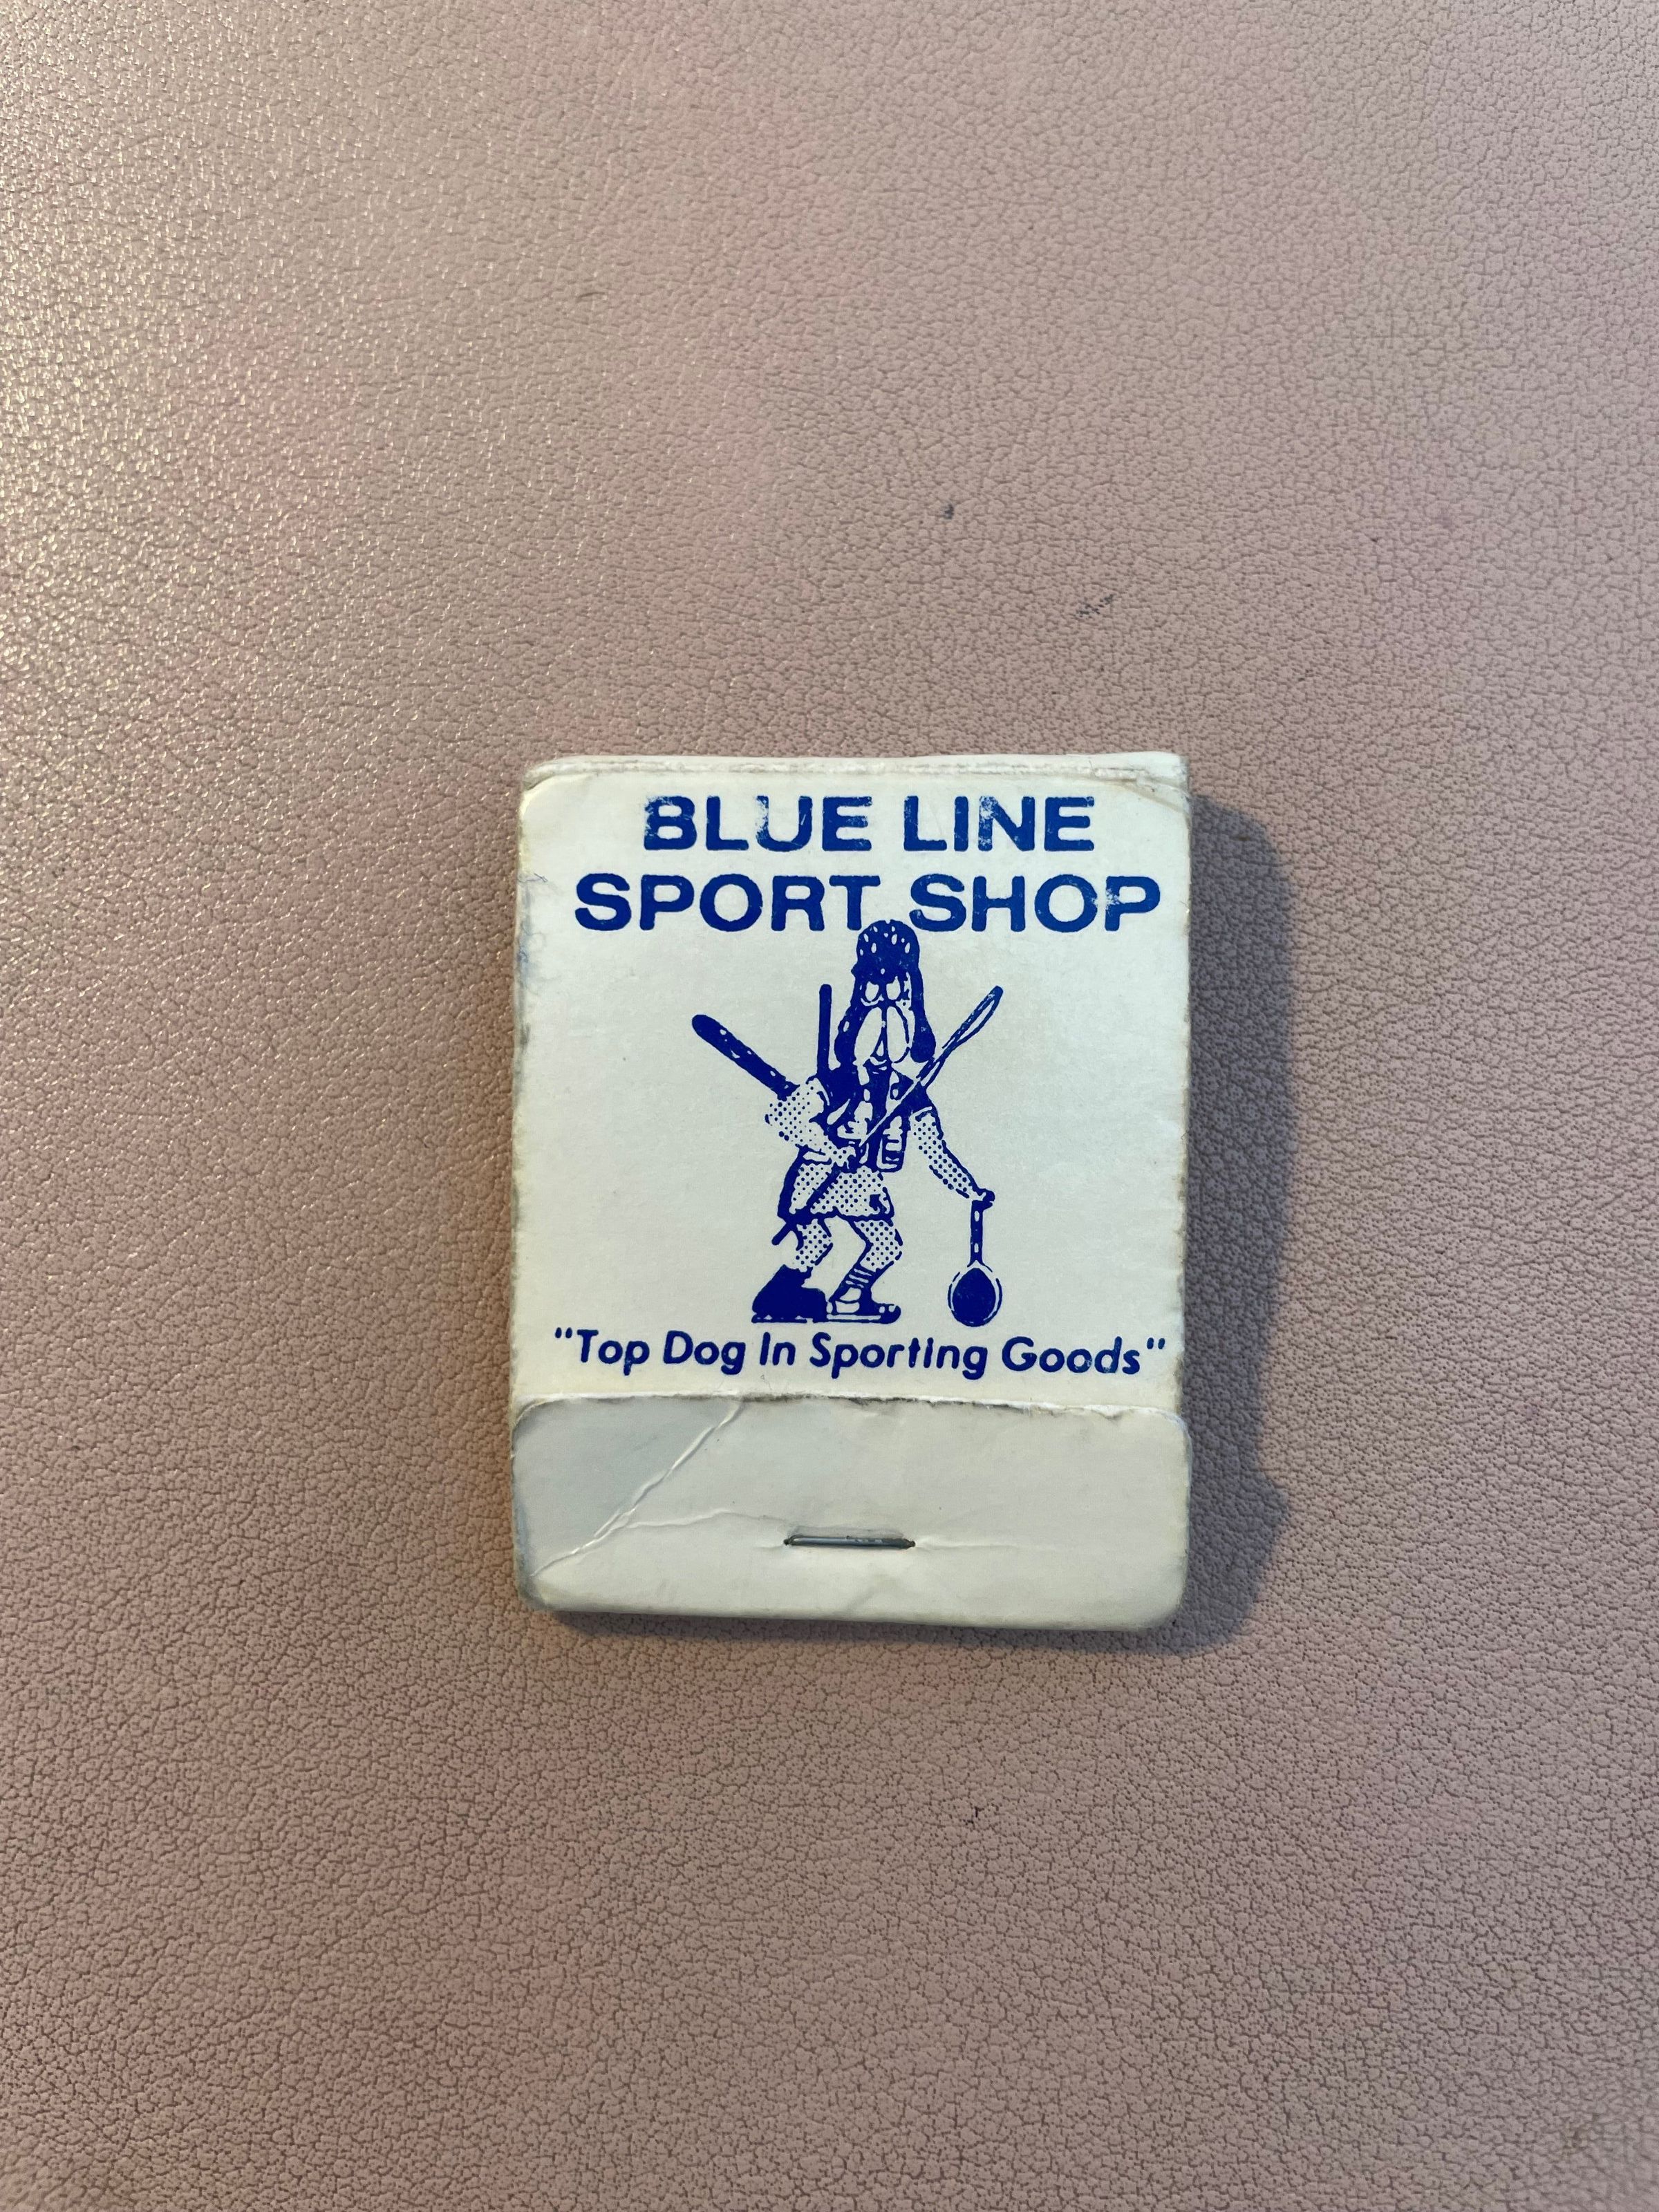 BLUE LINE
SPORT SHOP
"Top Dog In Sporting Goods"